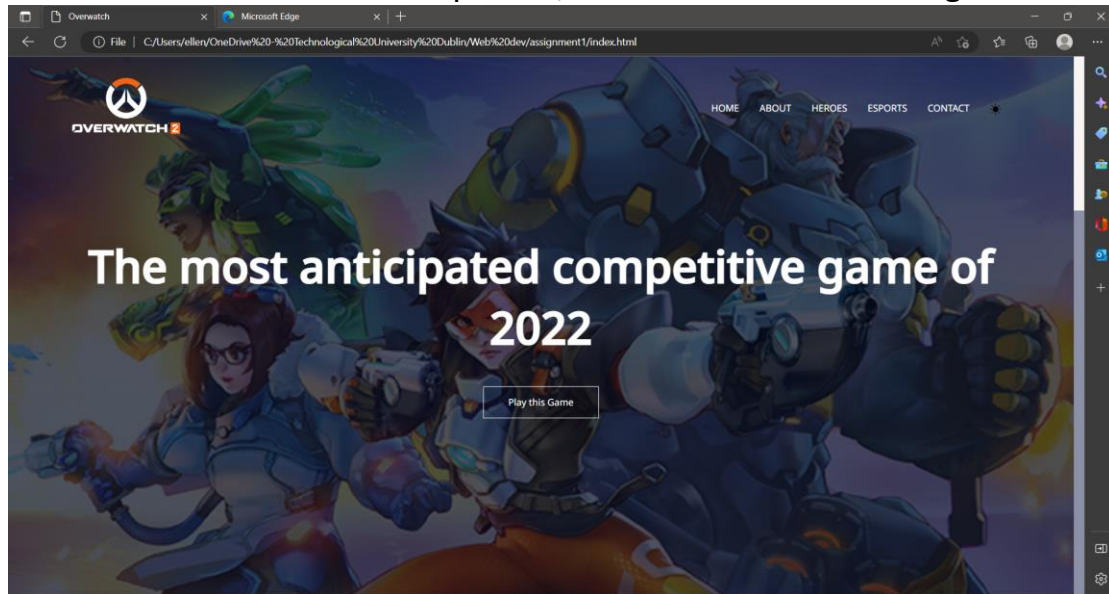 Overwatch
Microsoft Edge
File | C:/Users/ellen/OneDrive%20-%20Technological%20University%20Dublin/Web%20dev/assignment1/index.html
OVERWATCH 2
HOME ABOUT HEROES ESPORTS CONTACT
The most anticipated competitive game of
2022
Play this Game